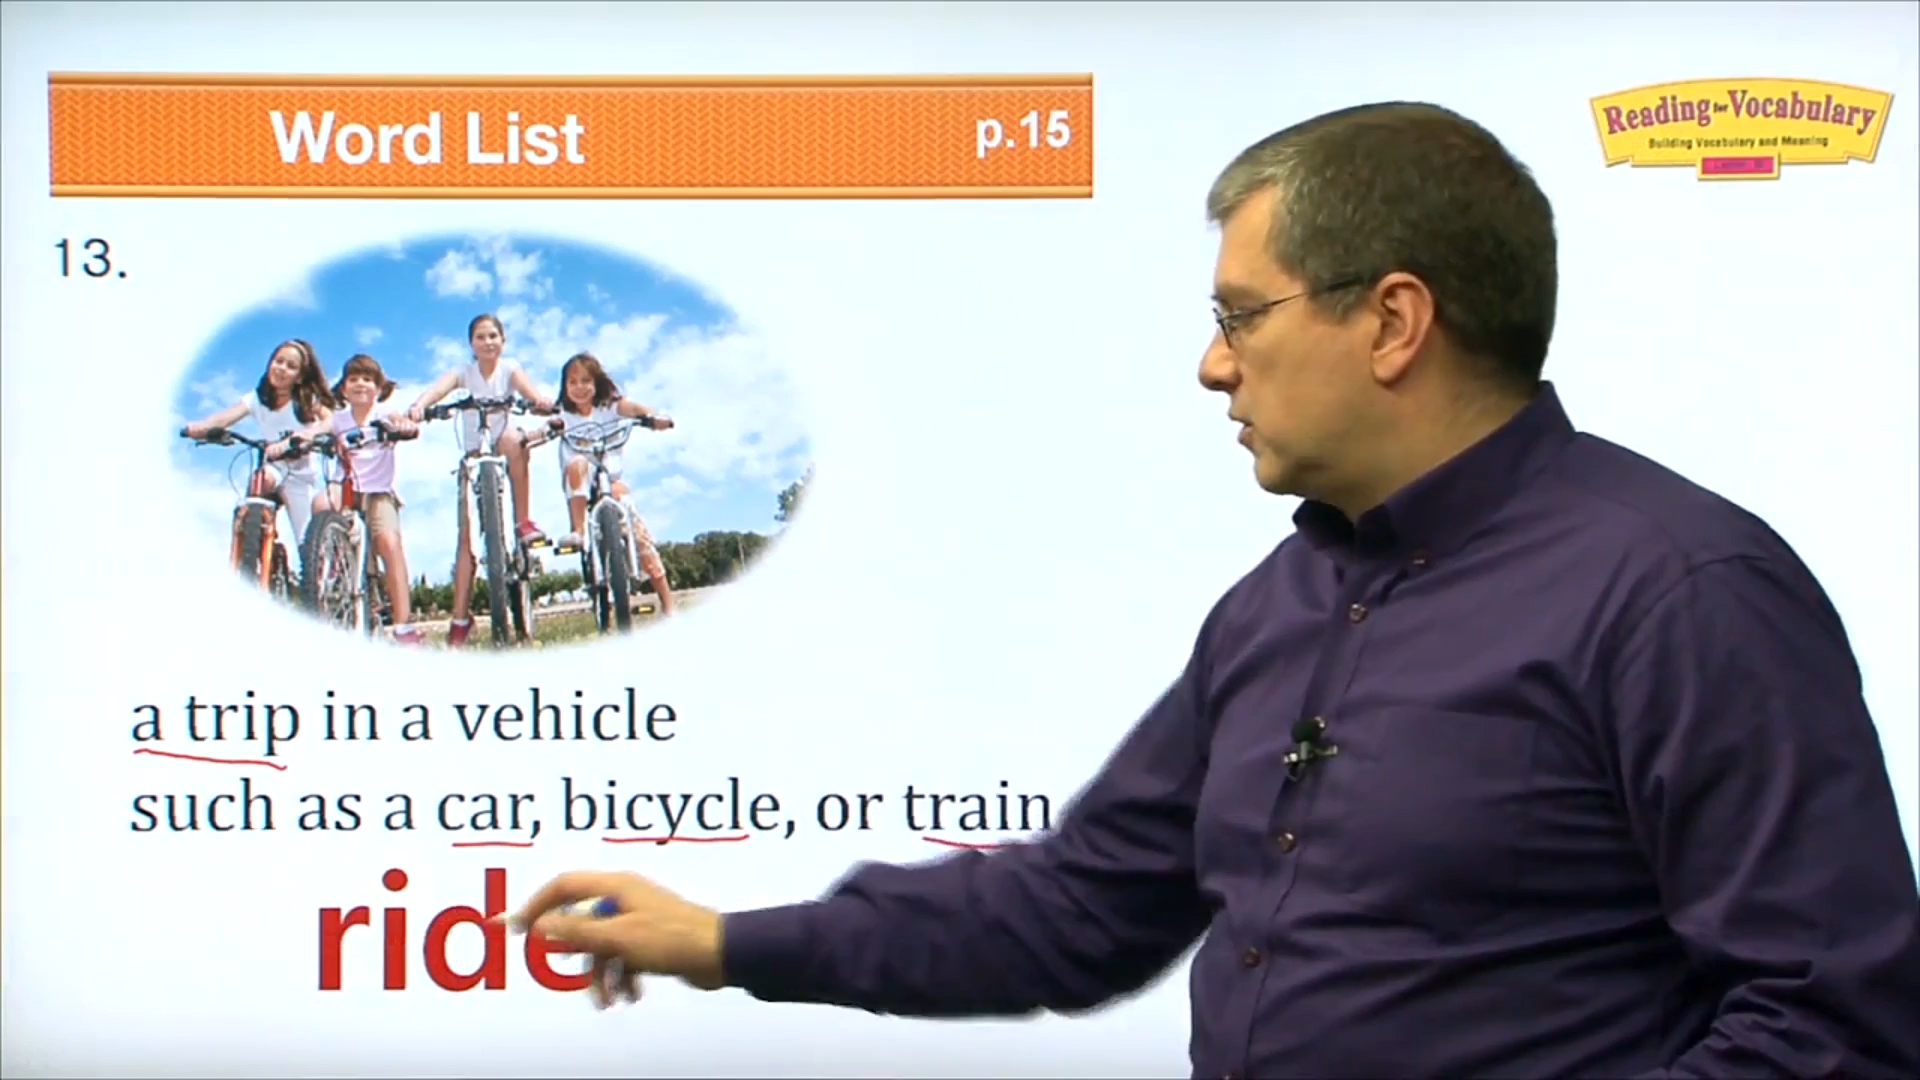 Word List
p.15
Reading for Vocabulary
Building Vocabulary and Meaning
13.
a trip in a vehicle
such as a car, bicycle, or train
ride